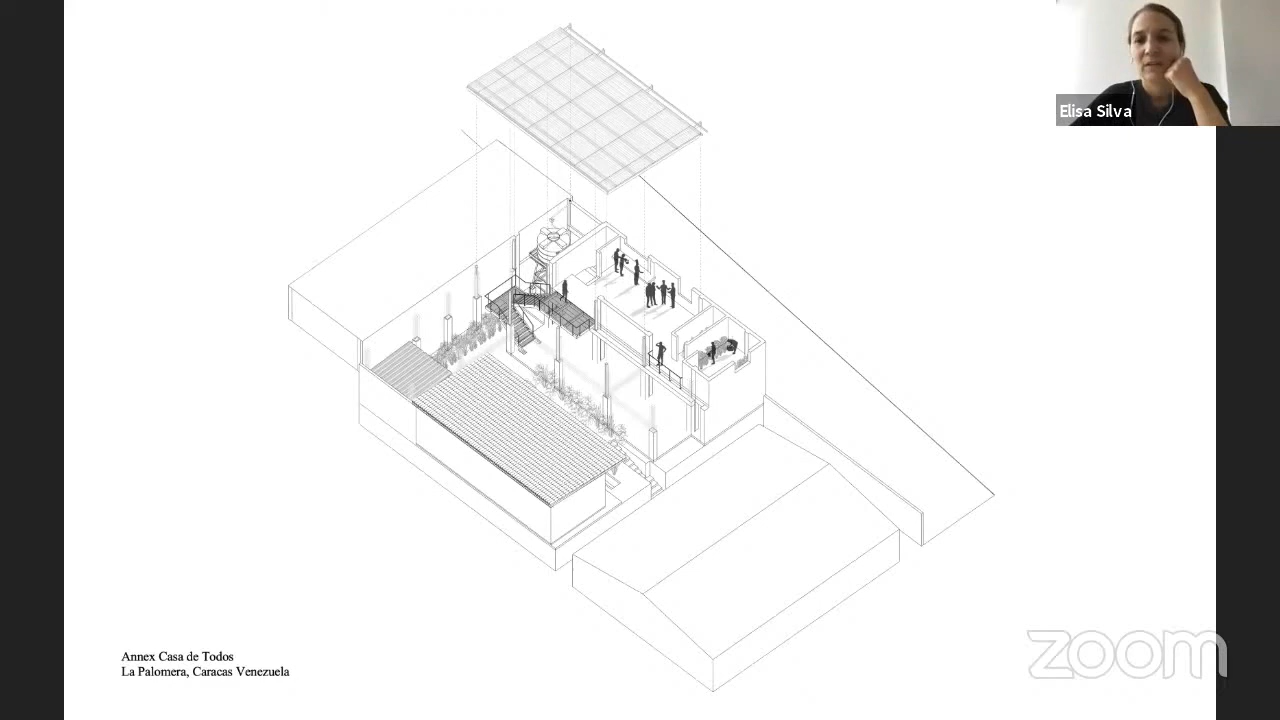 Elisa Silva
Annex Casa de Todos
La Palomera, Caracas Venezuela
zoom